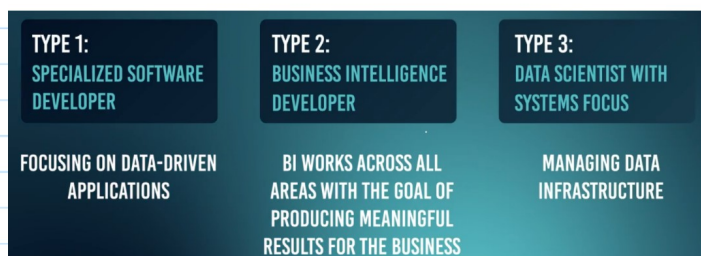 TYPE 1:
SPECIALIZED SOFTWARE
DEVELOPER
FOCUSING ON DATA-DRIVEN
APPLICATIONS
TYPE 2:
BUSINESS INTELLIGENCE
DEVELOPER
BI WORKS ACROSS ALL
AREAS WITH THE GOAL OF
PRODUCING MEANINGFUL
RESULTS FOR THE BUSINESS
TYPE 3:
DATA SCIENTIST WITH
SYSTEMS FOCUS
MANAGING DATA
INFRASTRUCTURE